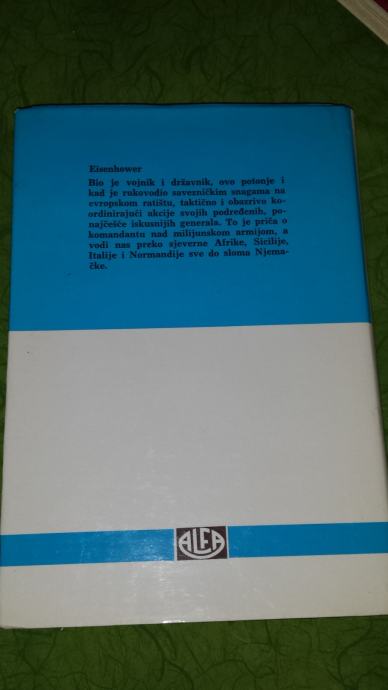 Eisenhower
Bio je vojnik i državnik, ovo potonje i
kad je rukovodio savezničkim snagama na
evropskom ratištu, taktično i obazrivo ko-
ordinirajući akcije svojih podređenih, po-
najčešće iskusnijih generala. To je priča o
komandantu nad milijunskom armijom, a
vodi nas preko sjeverne Afrike, Sicilije,
Italije i Normandije sve do sloma Njema-
čke.
ALFA